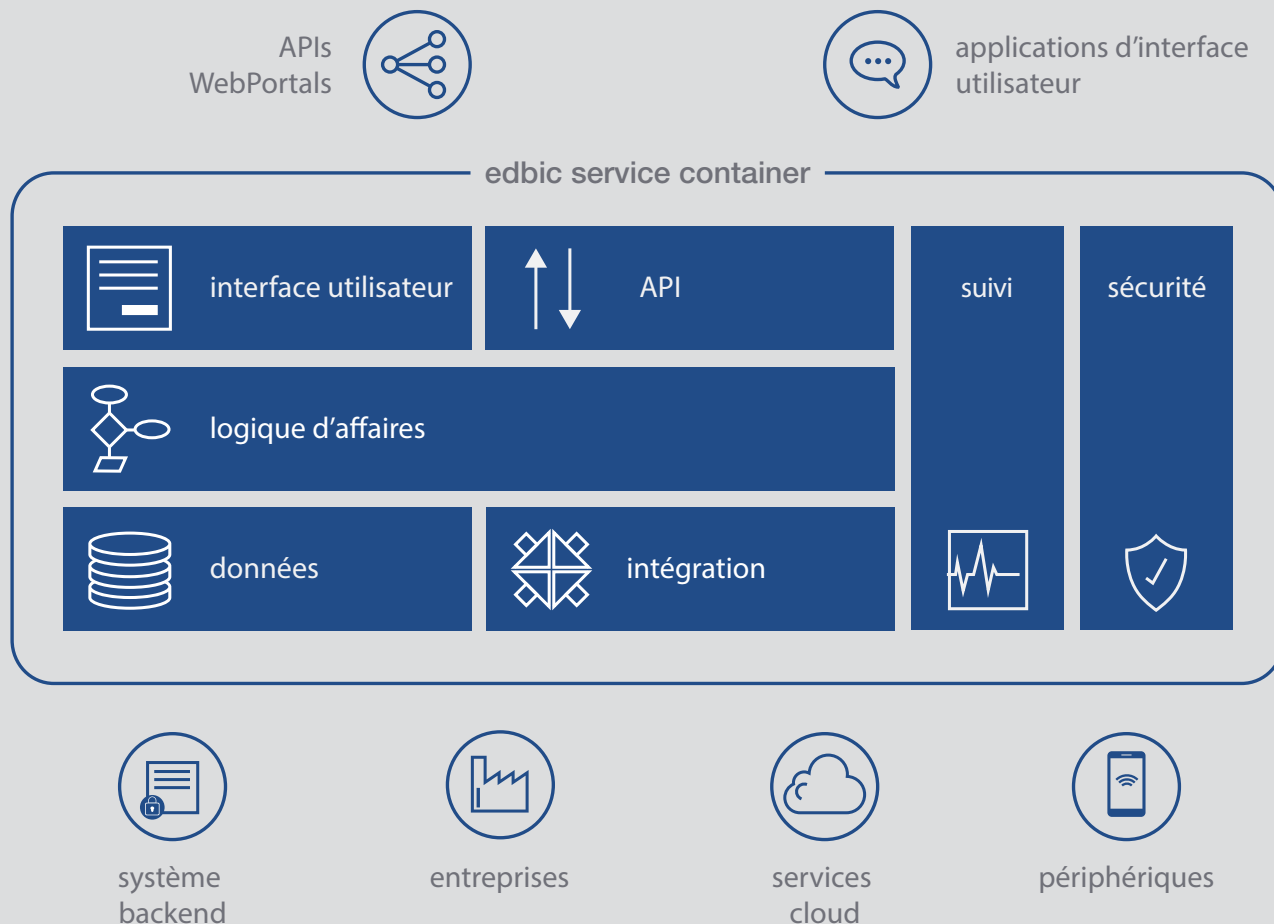 APIs
WebPortals
applications d’interface
utilisateur
edbic service container
interface utilisateur
API
suivi
sécurité
logique d’affaires
données
intégration
système
backend
entreprises
services
cloud
périphériques